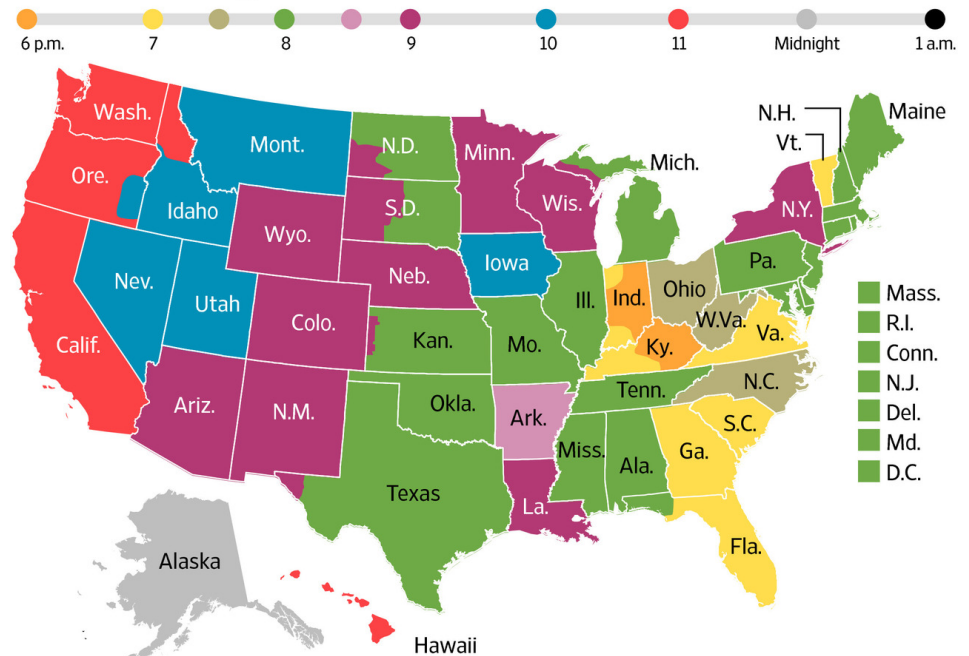 6 p.m.
7
8
9
10
11
Midnight
1 a.m.
Wash.
Mont.
N.D.
Minn.
Mich.
N.H.
Maine
Vt.
Ore.
Idaho
S.D.
Wis.
N.Y.
Wyo.
Nev.
Utah
Neb.
Iowa
Pa.
Ill.
Ind.
Ohio
W.Va.
Va.
Calif.
Colo.
Kan.
Mo.
Ky.
N.C.
Tenn.
Ariz.
N.M.
Okla.
Ark.
S.C.
Miss.
Ala.
Ga.
Texas
La.
Fla.
Mass.
R.I.
Conn.
N.J.
Del.
Md.
D.C.
Alaska
Hawaii